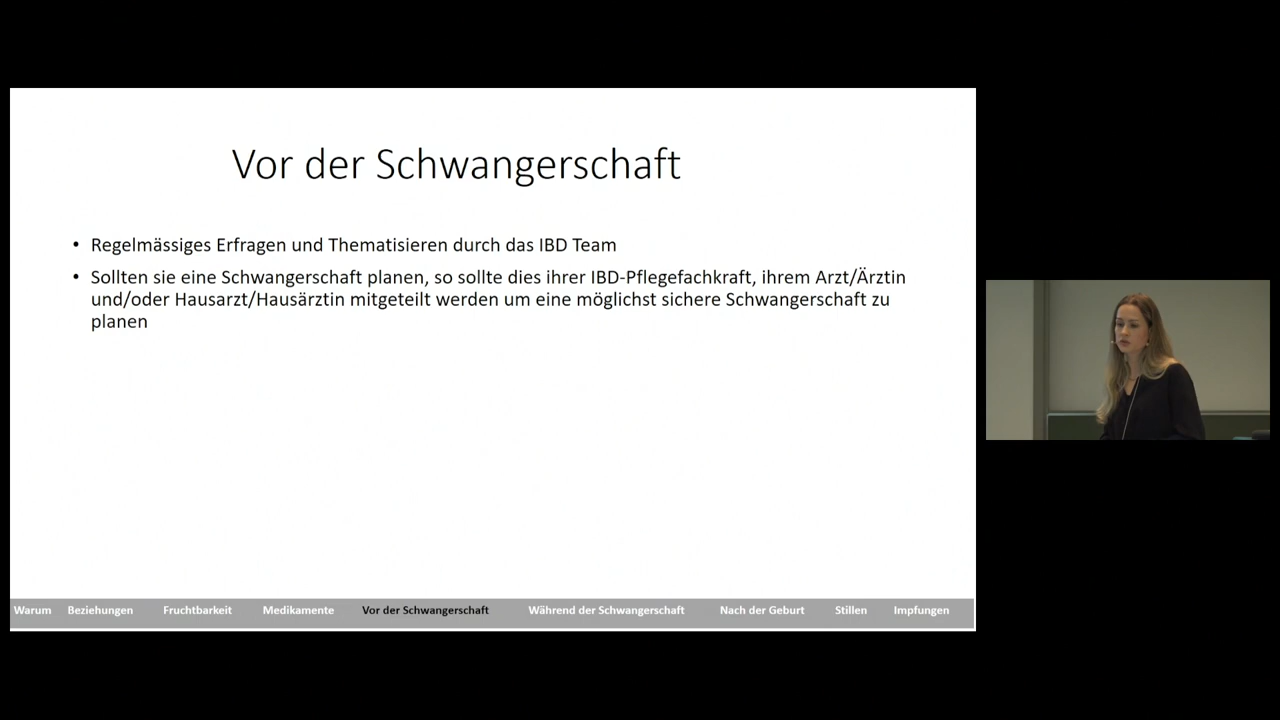 Vor der Schwangerschaft
• Regelmässiges Erfragen und Thematisieren durch das IBD Team
• Sollten sie eine Schwangerschaft planen, so sollte dies ihrer IBD-Pflegefachkraft, ihrem Arzt/Ärztin
und/oder Hausarzt/Hausärztin mitgeteilt werden um eine möglichst sichere Schwangerschaft zu
planen
Warum Beziehungen Fruchtbarkeit Medikamente Vor der Schwangerschaft Während der Schwangerschaft Nach der Geburt Stillen Impfungen